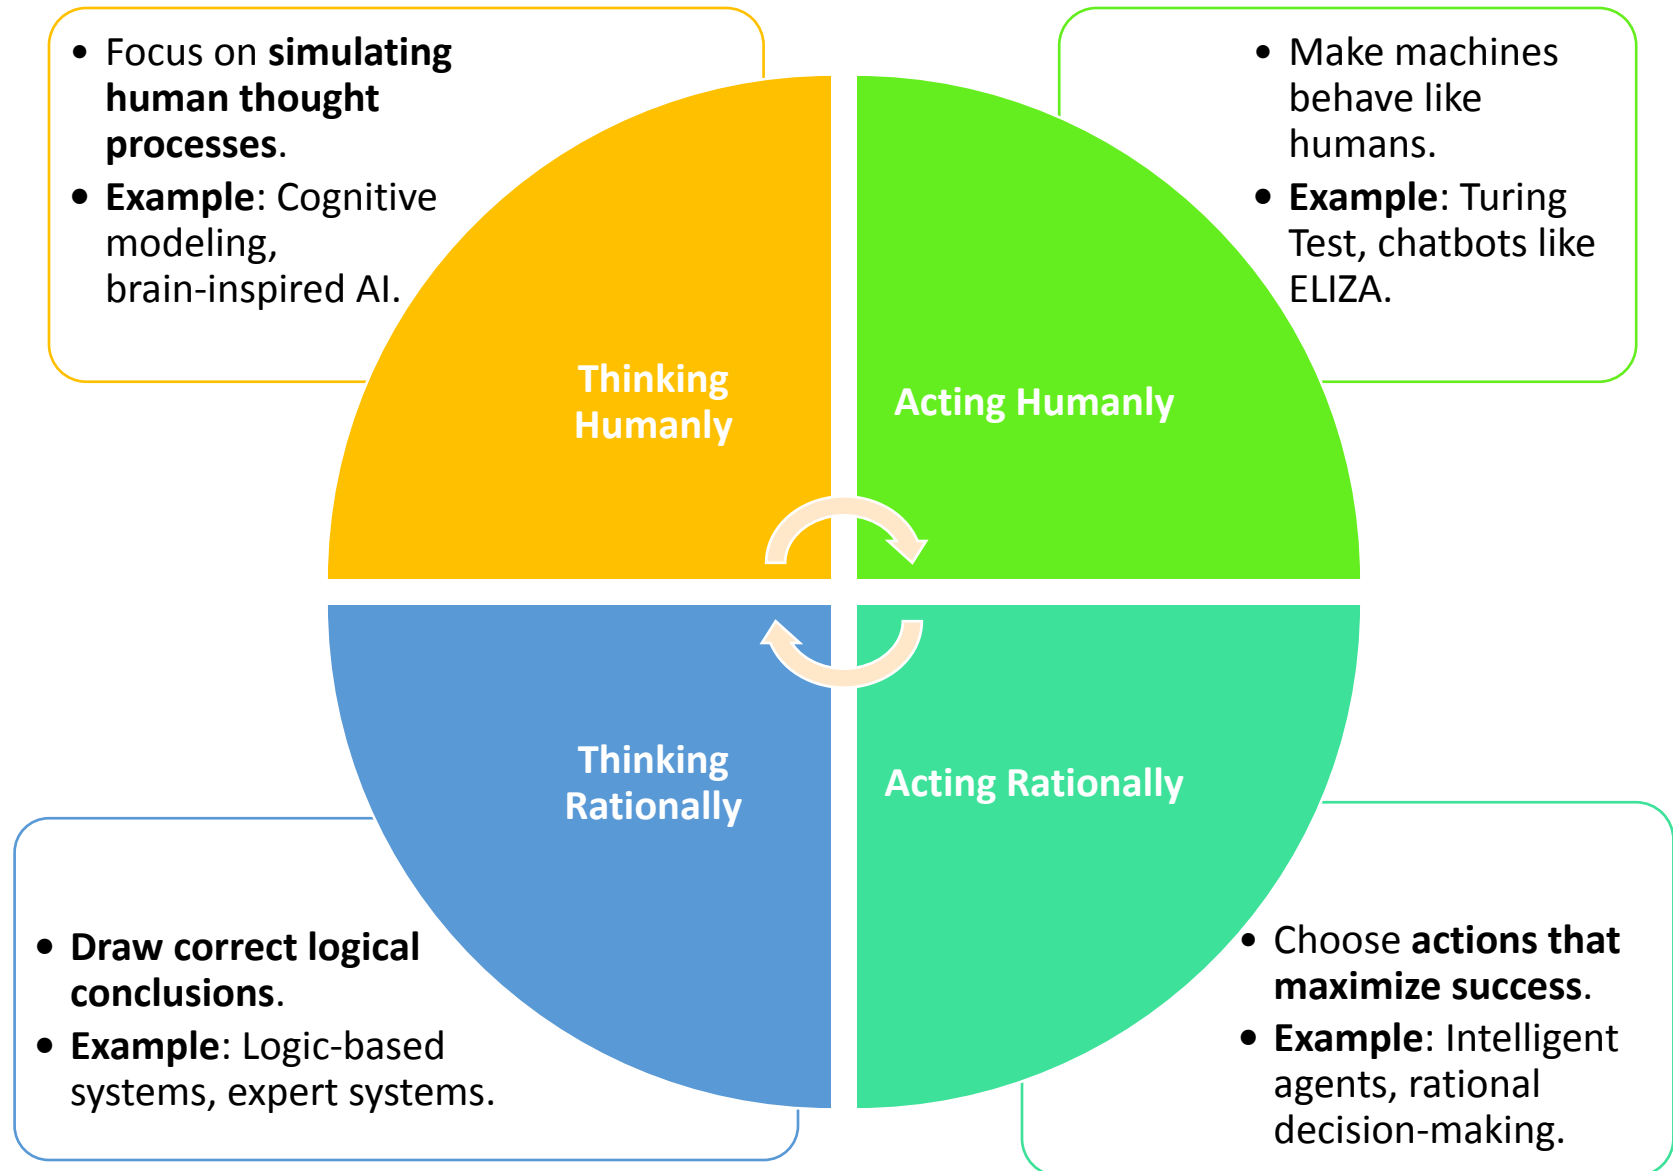 • Focus on simulating
human thought
processes.
• Example: Cognitive
modeling,
brain-inspired AI.
• Make machines
behave like
humans.
• Example: Turing
Test, chatbots like
ELIZA.
Thinking
Humanly
Acting Humanly
Thinking
Rationally
Acting Rationally
• Draw correct logical
conclusions.
• Example: Logic-based
systems, expert systems.
• Choose actions that
maximize success.
• Example: Intelligent
agents, rational
decision-making.